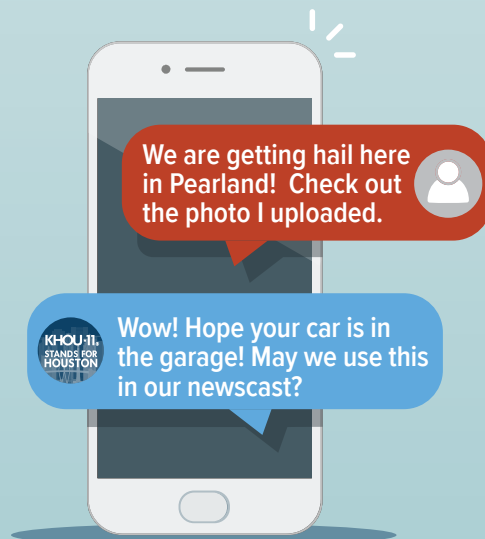 We are getting hail here
in Pearland! Check out
the photo I uploaded.
KHOU·11.
STANDS FOR
HOUSTON
Wow! Hope your car is in
the garage! May we use this
in our newscast?